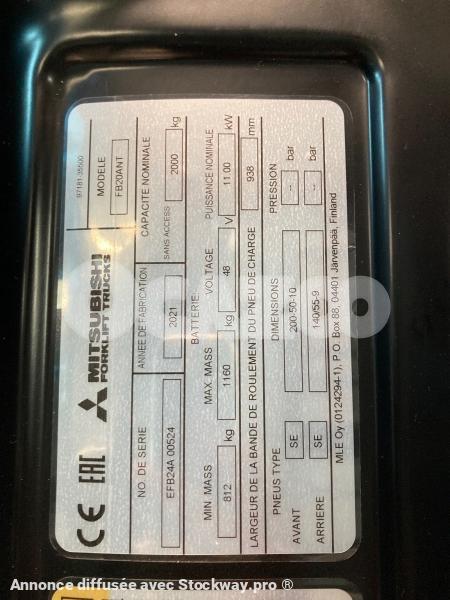 CE EAC MITSUBISHI
FORKLIFT TRUCKS
97181-35500
MODELE
FB20ANT
NO. DE SERIE ANNEE DE FABRICATION CAPACITE NOMINALE
SANS ACCESS.
EFB24A 00524 2021 2000 kg
BATTERIE
MIN. MASS MAX. MASS VOLTAGE PUISSANCE NOMINALE
812 kg 1160 kg 48 V 11.00 kW
LARGEUR DE LA BANDE DE ROULEMENT DU PNEU DE CHARGE 938 mm
PNEUS TYPE DIMENSIONS PRESSION
AVANT SE 200-50-10 -- bar
ARRIERE SE 140/55-9 -- bar
MLE Oy (0124294-1), P.O. Box 88, 04401 Järvenpää, Finland
Annonce diffusée avec Stockway.pro ®